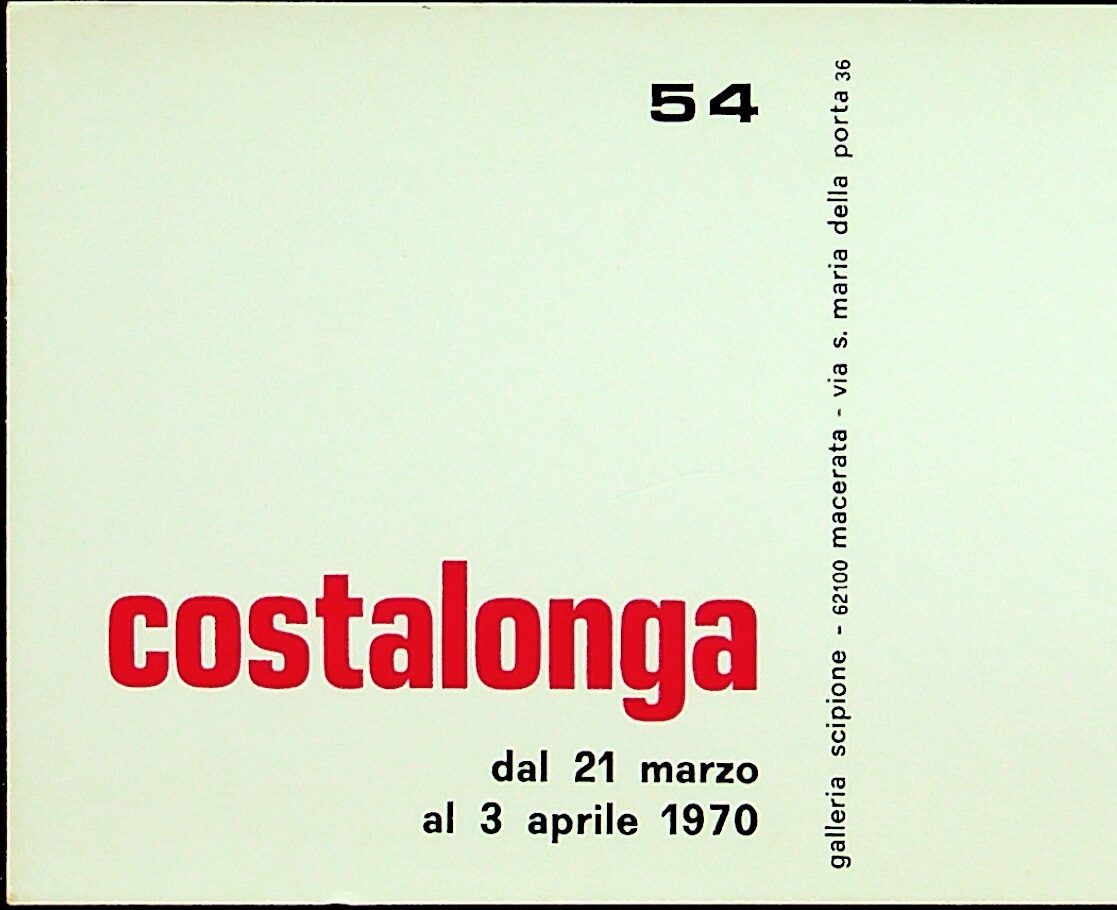 54
costalonga
dal 21 marzo
al 3 aprile 1970
galleria scipione - 62100 macerata - via s. maria della porta 36